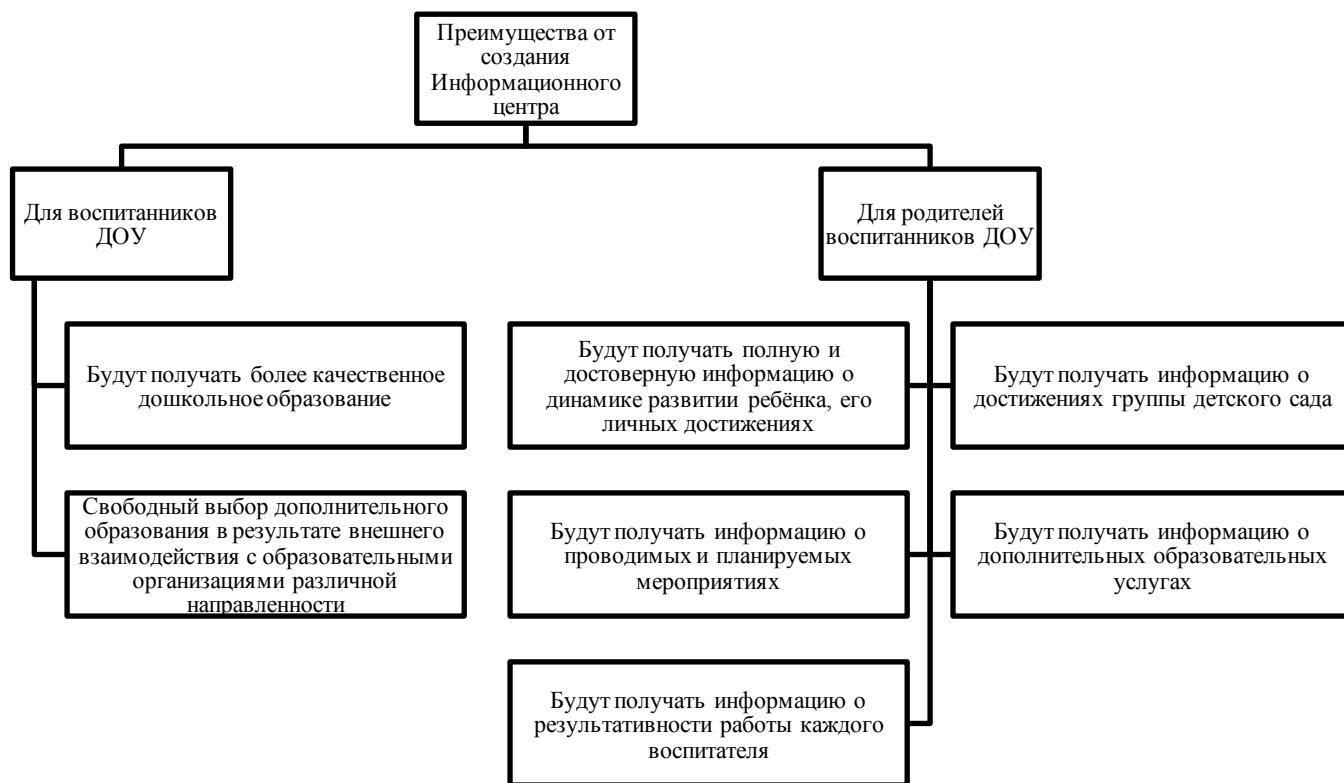 Преимущества от
создания
Информационного
центра
Для воспитанников
ДОУ
Для родителей
воспитанников ДОУ
Будут получать более качественное
дошкольное образование
Свободный выбор дополнительного
образования в результате внешнего
взаимодействия с образовательными
организациями различной
направленности
Будут получать полную и
достоверную информацию о
динамике развитии ребёнка, его
личных достижениях
Будут получать информацию о
достижениях группы детского сада
Будут получать информацию о
проводимых и планируемых
мероприятиях
Будут получать информацию о
дополнительных образовательных
услугах
Будут получать информацию о
результативности работы каждого
воспитателя